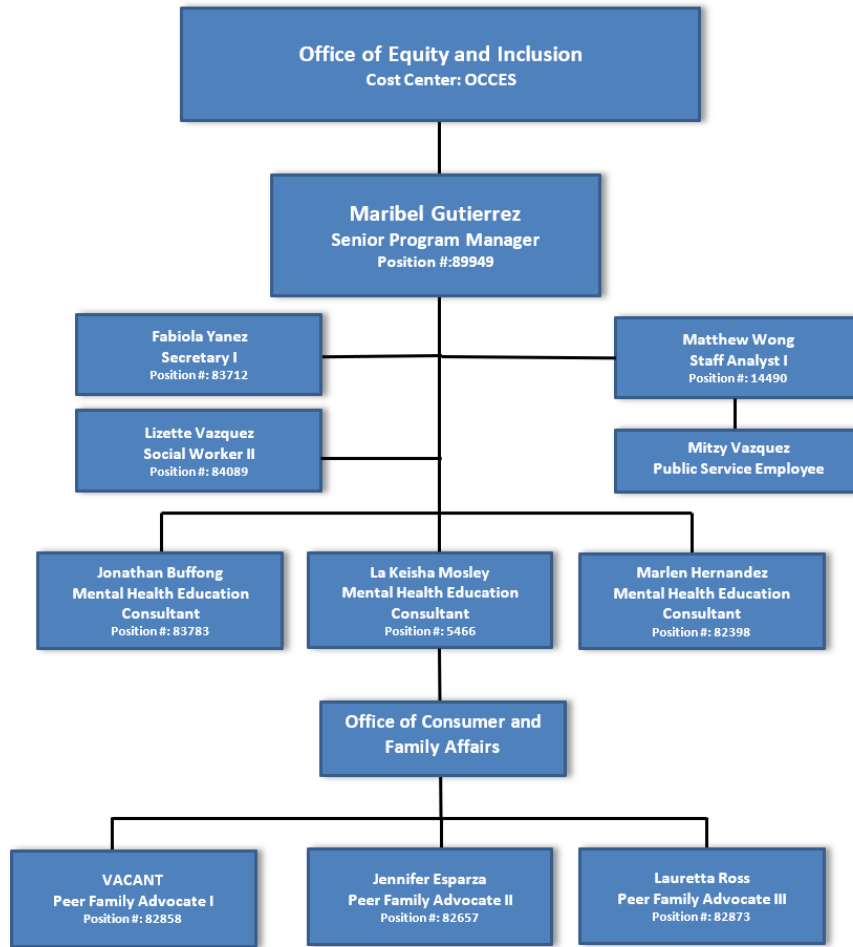 Office of Equity and Inclusion
Cost Center: OCCES
Maribel Gutierrez
Senior Program Manager
Position #:89949
Fabiola Yanez
Secretary I
Position #: 83712
Matthew Wong
Staff Analyst I
Position #: 14490
Lizette Vazquez
Social Worker II
Position #: 84089
Mitzy Vazquez
Public Service Employee
Jonathan Buffong
Mental Health Education
Consultant
Position #: 83783
La Keisha Mosley
Mental Health Education
Consultant
Position #: 5466
Marlen Hernandez
Mental Health Education
Consultant
Position #: 82398
Office of Consumer and
Family Affairs
VACANT
Peer Family Advocate I
Position #: 82858
Jennifer Esparza
Peer Family Advocate II
Position #: 82657
Lauretta Ross
Peer Family Advocate III
Position #: 82873